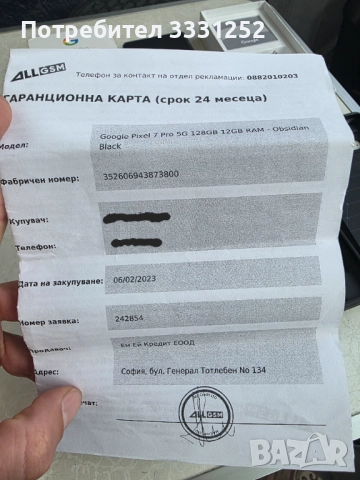 Потребител 3331252
ALLGSM
Телефон за контакт на отдел рекламации: 0882010203
ГАРАНЦИОННА КАРТА (срок 24 месеца)
Модел:
Google Pixel 7 Pro 5G 128GB 12GB RAM - Obsidian
Black
Фабричен номер:
352606943873800
Купувач:
Телефон:
Дата на закупуване:
06/02/2023
Номер заявка:
242854
Продавач:
Ен Ей Кредит ЕООД
Адрес:
София, бул. Генерал Тотлебен No 134
ALLGSM
BAZAR